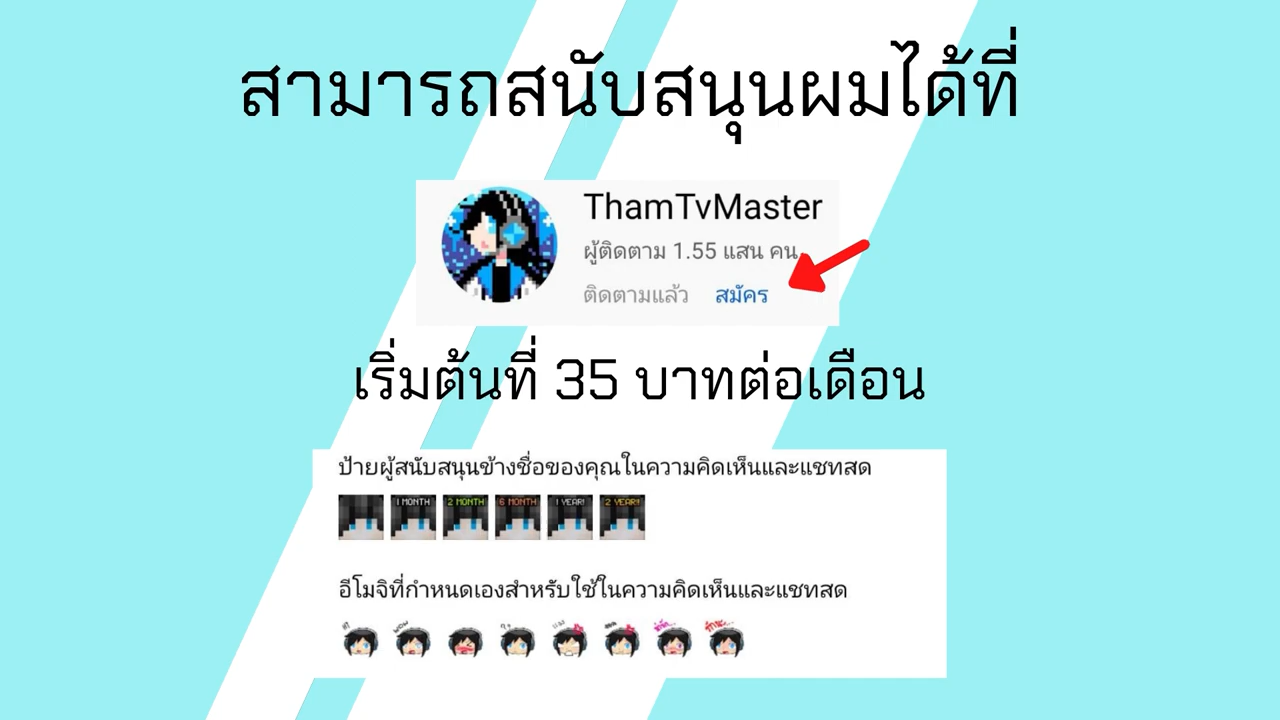 สามารถสนับสนุนผมได้ที่
ThamTvMaster
ผู้ติดตาม 1.55 แสน คน
ติดตามแล้ว สมัคร
เริ่มต้นที่ 35 บาทต่อเดือน
ป้ายผู้สนับสนุนข้างชื่อของคุณในความคิดเห็นและแชทสด
1 MONTH 2 MONTH 6 MONTH 1 YEAR! 2 YEAR!!
อีโมจิที่กำหนดเองสำหรับใช้ในความคิดเห็นและแชทสด
WOW ??